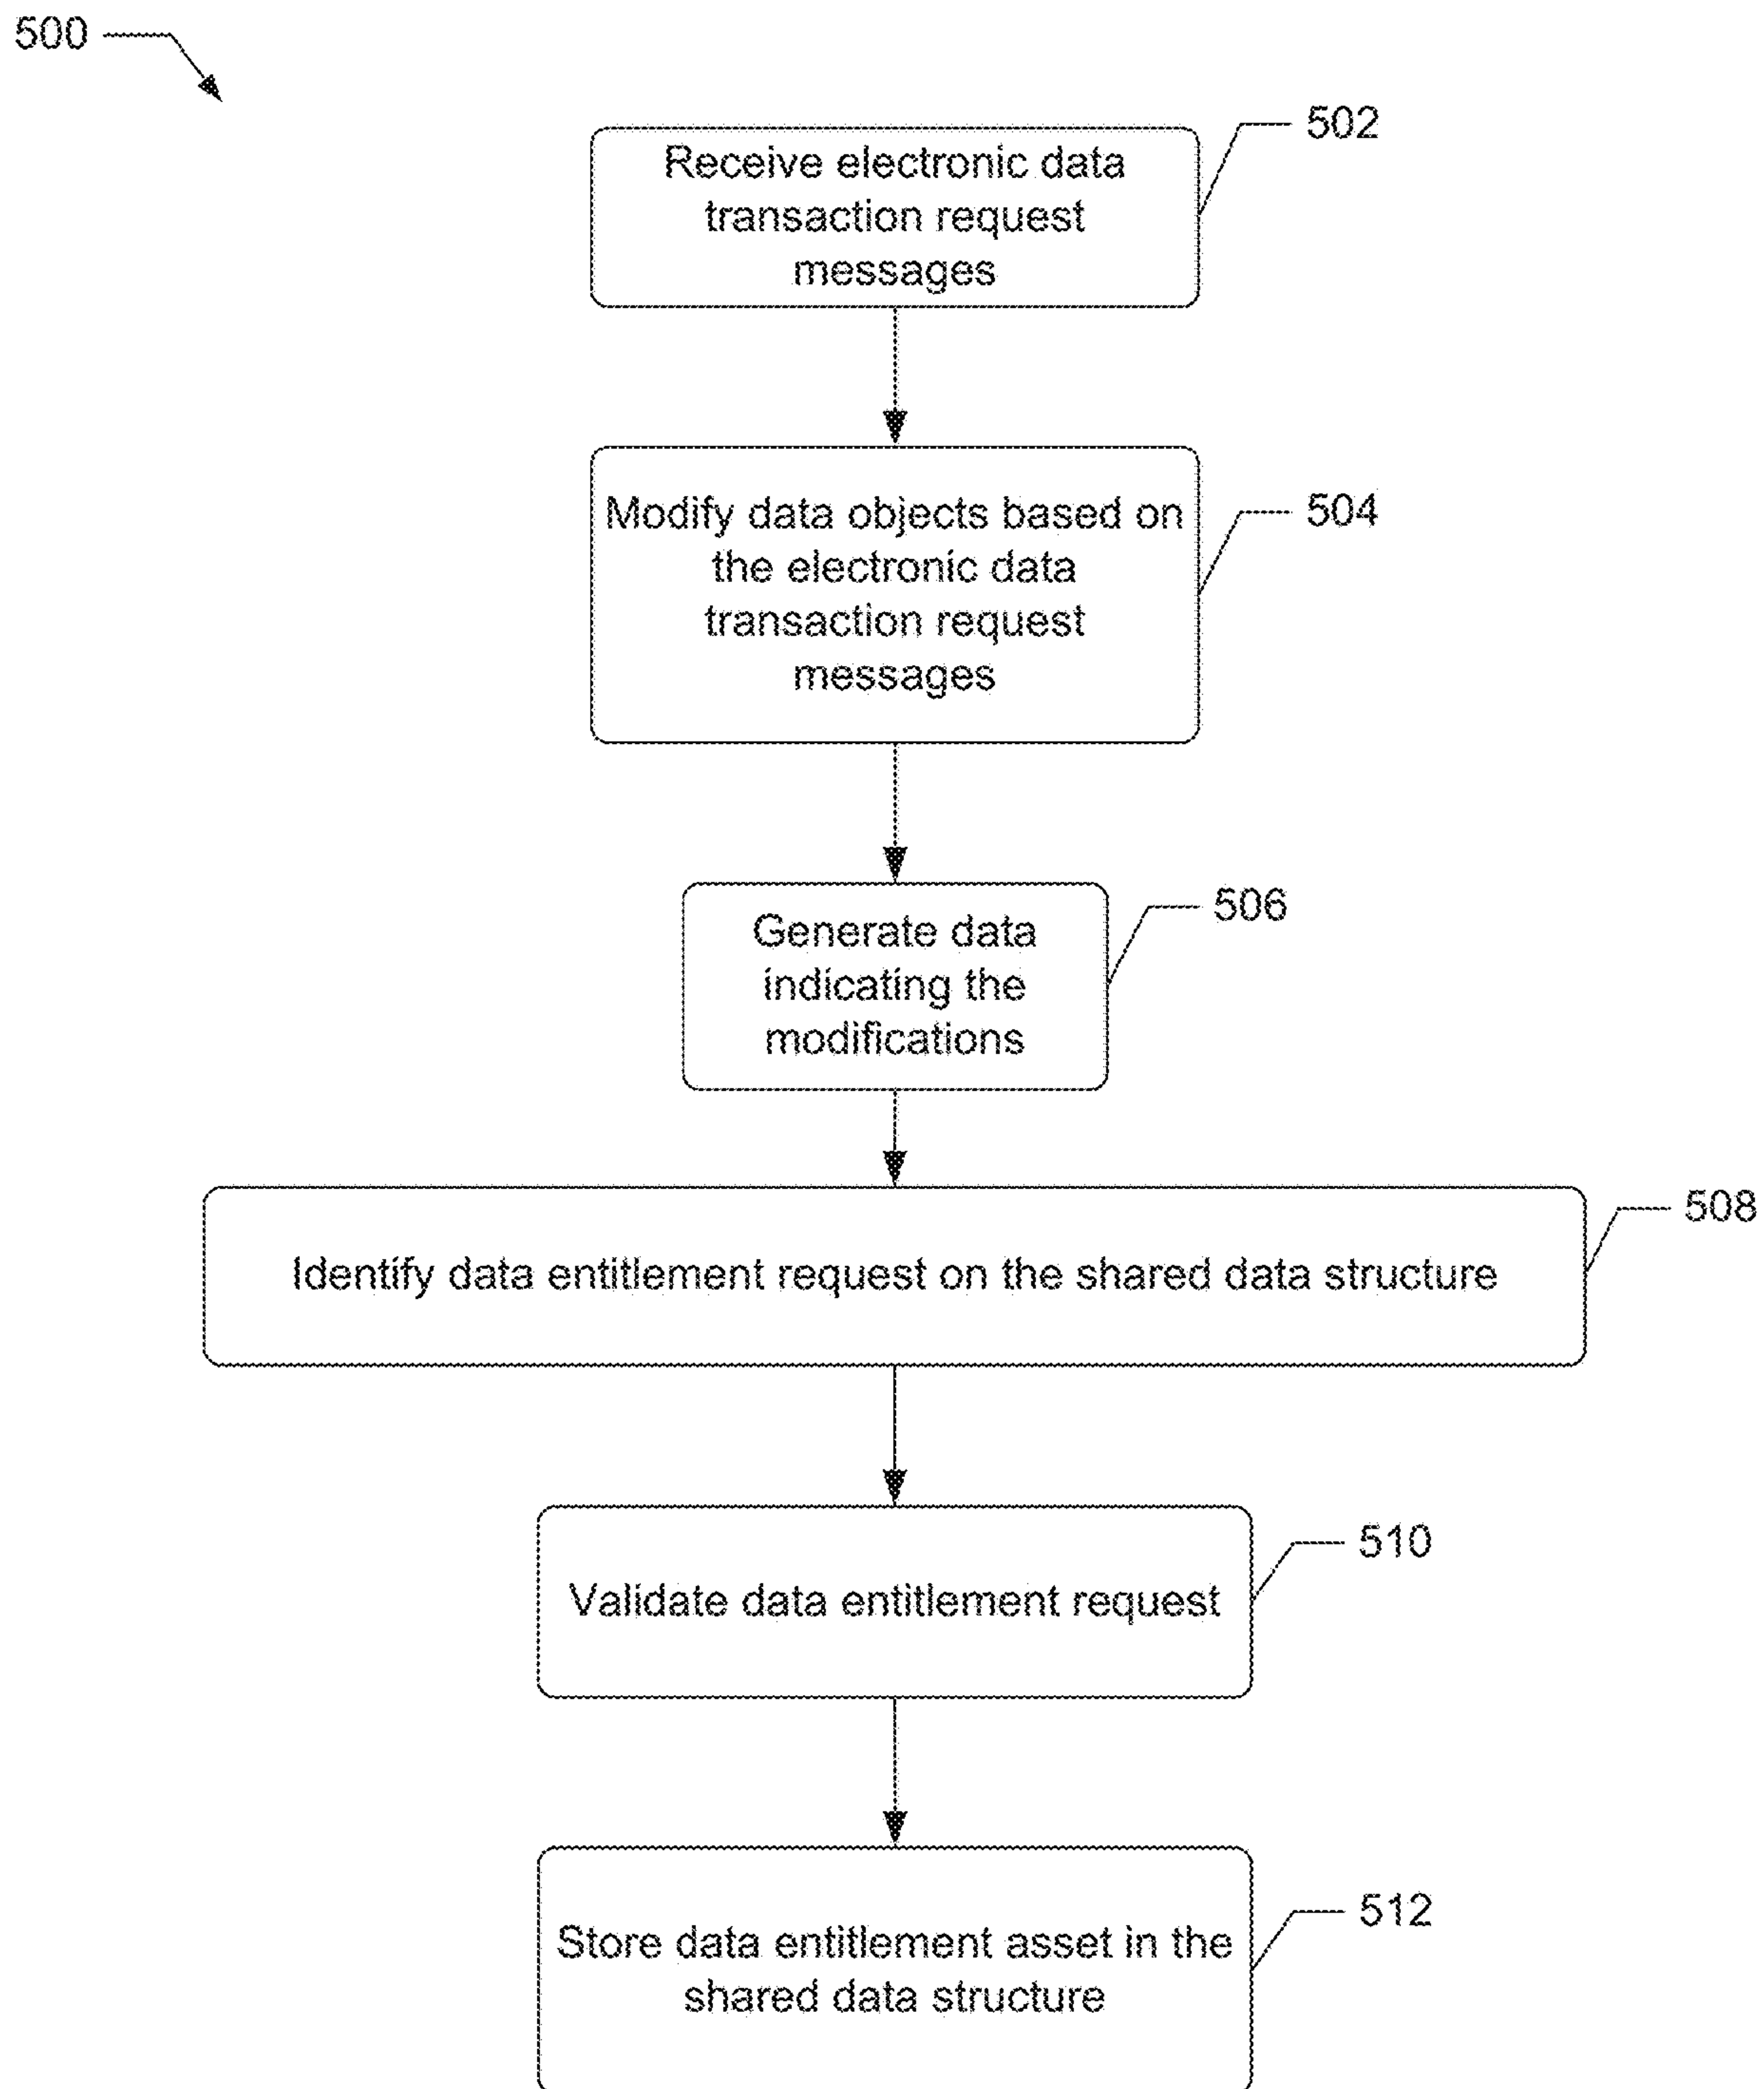 500
502
Receive electronic data
transaction request
messages
504
Modify data objects based on
the electronic data
transaction request
messages
506
Generate data
indicating the
modifications
508
Identify data entitlement request on the shared data structure
510
Validate data entitlement request
512
Store data entitlement asset in the
shared data structure